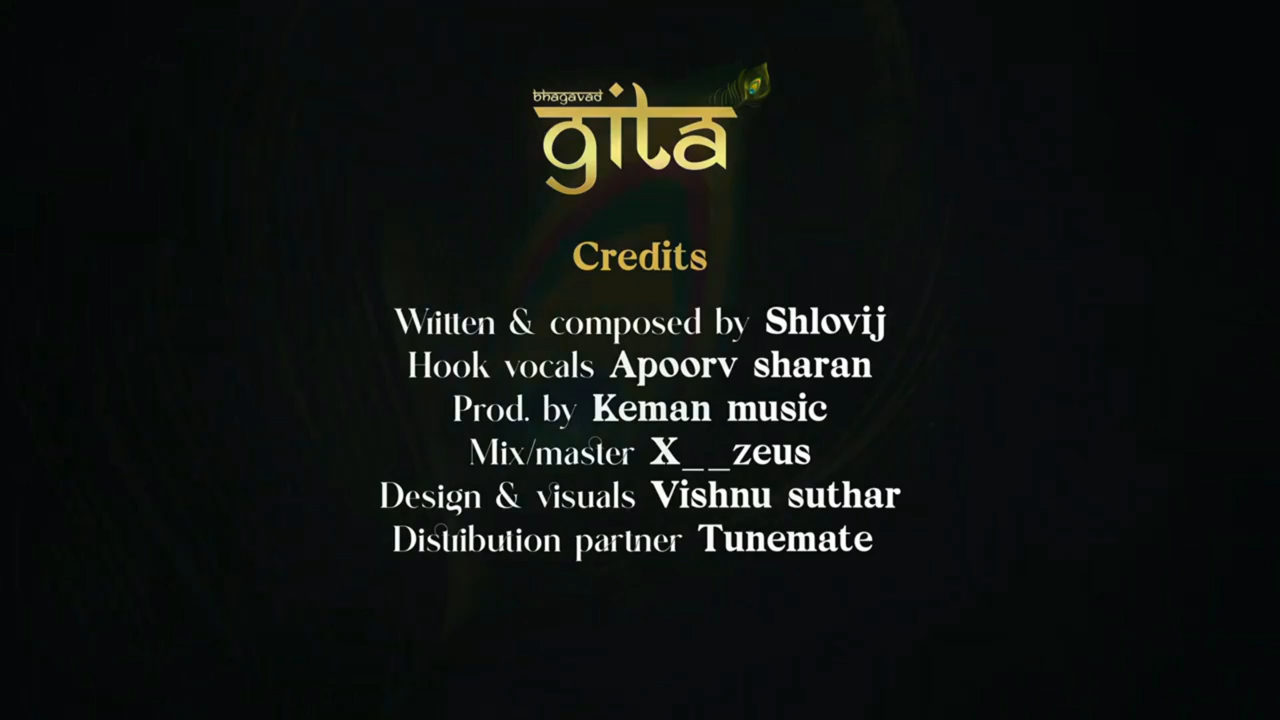 bhagavad
gita
Credits
Written & composed by Shlovij
Hook vocals Apoorv sharan
Prod. by Keman music
Mix/master X__zeus
Design & visuals Vishnu suthar
Distribution partner Tunemate